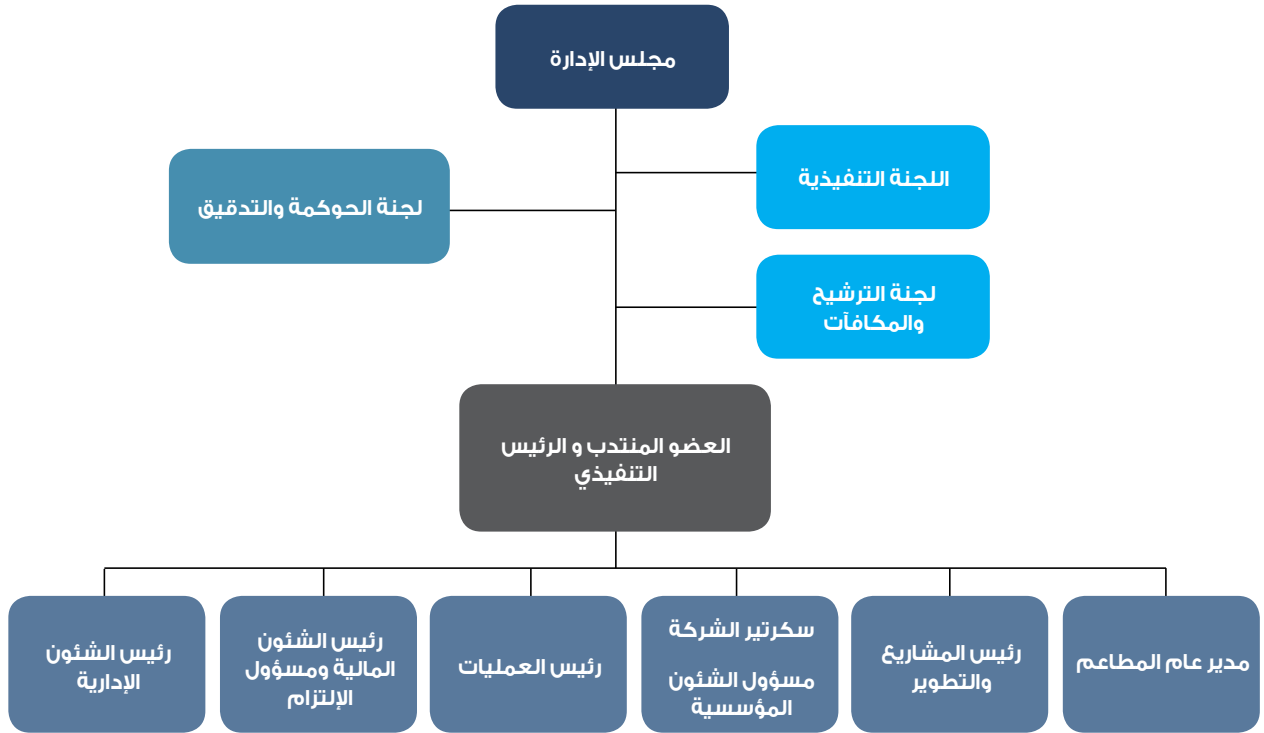 مجلس الإدارة
اللجنة التنفيذية
لجنة الحوكمة والتدقيق
لجنة الترشيح
والمكافآت
العضو المنتدب و الرئيس
التنفيذي
مدير عام المطاعم
رئيس المشاريع
والتطوير
سكرتير الشركة
مسؤول الشئون
المؤسسية
رئيس العمليات
رئيس الشئون
المالية ومسؤول
الإلتزام
رئيس الشئون
الإدارية